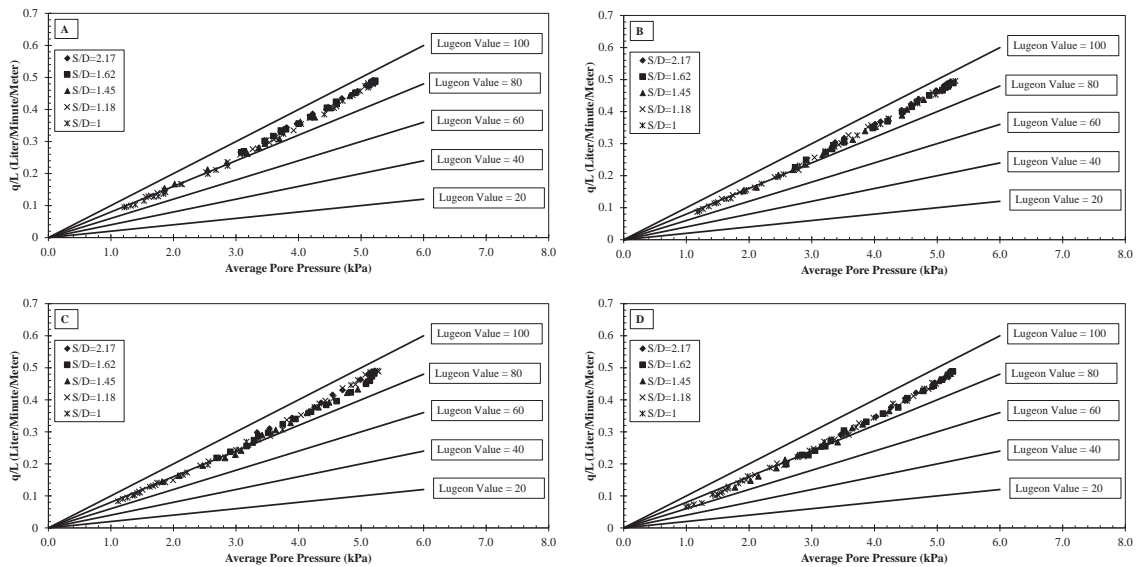 A
q/L (Liter/Minute/Meter)
0.7
0.6
0.5
0.4
0.3
0.2
0.1
0
S/D=2.17
S/D=1.62
S/D=1.45
S/D=1.18
S/D=1
Lugeon Value = 100
Lugeon Value = 80
Lugeon Value = 60
Lugeon Value = 40
Lugeon Value = 20
0.0 1.0 2.0 3.0 4.0 5.0 6.0 7.0 8.0
Average Pore Pressure (kPa)
B
q/L (Liter/Minute/Meter)
0.7
0.6
0.5
0.4
0.3
0.2
0.1
0
S/D=2.17
S/D=1.62
S/D=1.45
S/D=1.18
S/D=1
Lugeon Value = 100
Lugeon Value = 80
Lugeon Value = 60
Lugeon Value = 40
Lugeon Value = 20
0.0 1.0 2.0 3.0 4.0 5.0 6.0 7.0 8.0
Average Pore Pressure (kPa)
C
q/L (Liter/Minute/Meter)
0.7
0.6
0.5
0.4
0.3
0.2
0.1
0
S/D=2.17
S/D=1.62
S/D=1.45
S/D=1.18
S/D=1
Lugeon Value = 100
Lugeon Value = 80
Lugeon Value = 60
Lugeon Value = 40
Lugeon Value = 20
0.0 1.0 2.0 3.0 4.0 5.0 6.0 7.0 8.0
Average Pore Pressure (kPa)
D
q/L (Liter/Minute/Meter)
0.7
0.6
0.5
0.4
0.3
0.2
0.1
0
S/D=2.17
S/D=1.62
S/D=1.45
S/D=1.18
S/D=1
Lugeon Value = 100
Lugeon Value = 80
Lugeon Value = 60
Lugeon Value = 40
Lugeon Value = 20
0.0 1.0 2.0 3.0 4.0 5.0 6.0 7.0 8.0
Average Pore Pressure (kPa)